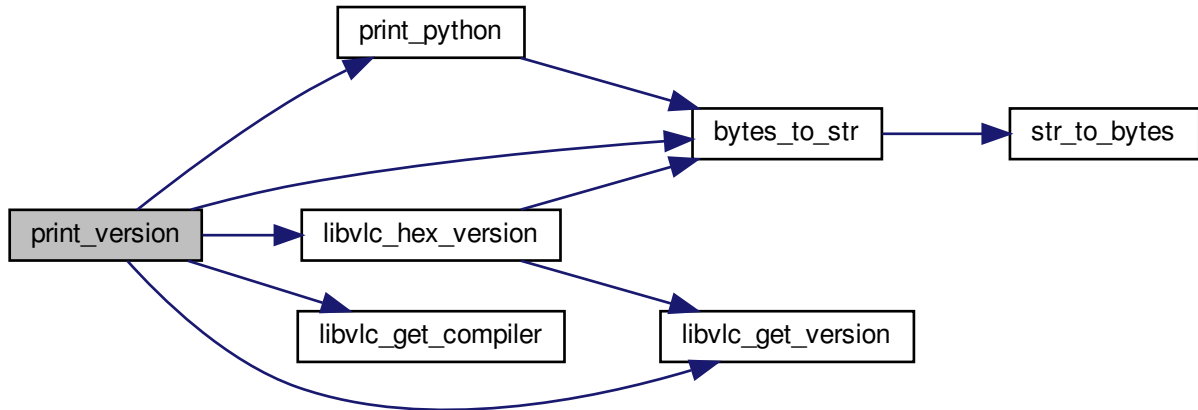 print_python
bytes_to_str
str_to_bytes
print_version
libvlc_hex_version
libvlc_get_compiler
libvlc_get_version